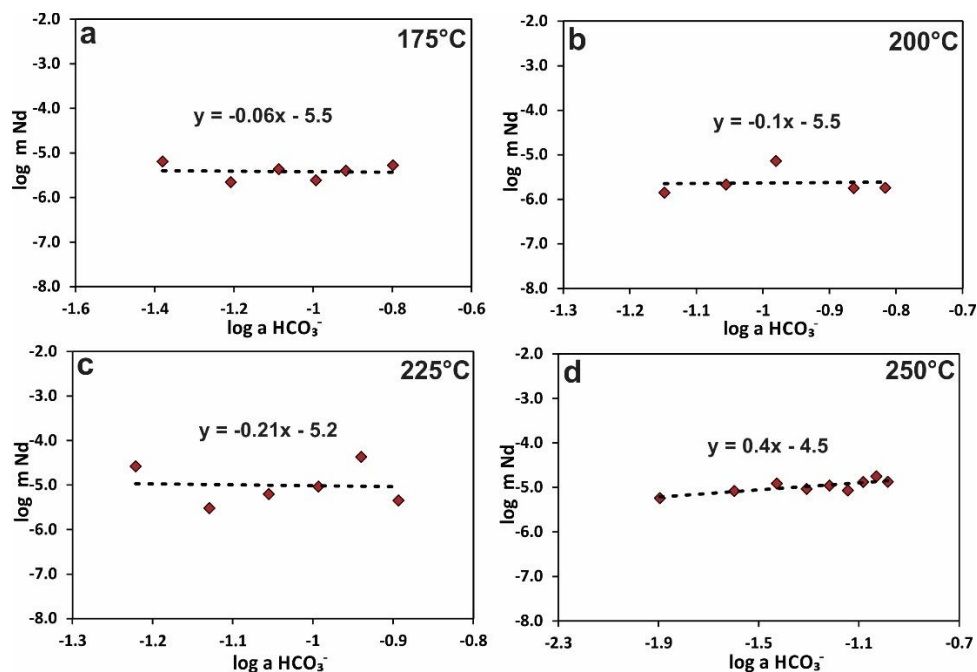 a
175°C
-2.0
-3.0
-4.0
-5.0
-6.0
-7.0
-8.0
log m Nd
y = -0.06x - 5.5
-1.6 -1.4 -1.2 -1 -0.8 -0.6
log a HCO₃⁻
b
200°C
-2.0
-3.0
-4.0
-5.0
-6.0
-7.0
-8.0
log m Nd
y = -0.1x - 5.5
-1.3 -1.2 -1.1 -1 -0.9 -0.8 -0.7
log a HCO₃⁻
c
225°C
-2.0
-3.0
-4.0
-5.0
-6.0
-7.0
-8.0
log m Nd
y = -0.21x - 5.2
-1.3 -1.2 -1.1 -1 -0.9 -0.8
log a HCO₃⁻
d
250°C
-2.0
-3.0
-4.0
-5.0
-6.0
-7.0
-8.0
log m Nd
y = 0.4x - 4.5
-2.3 -1.9 -1.5 -1.1 -0.7
log a HCO₃⁻